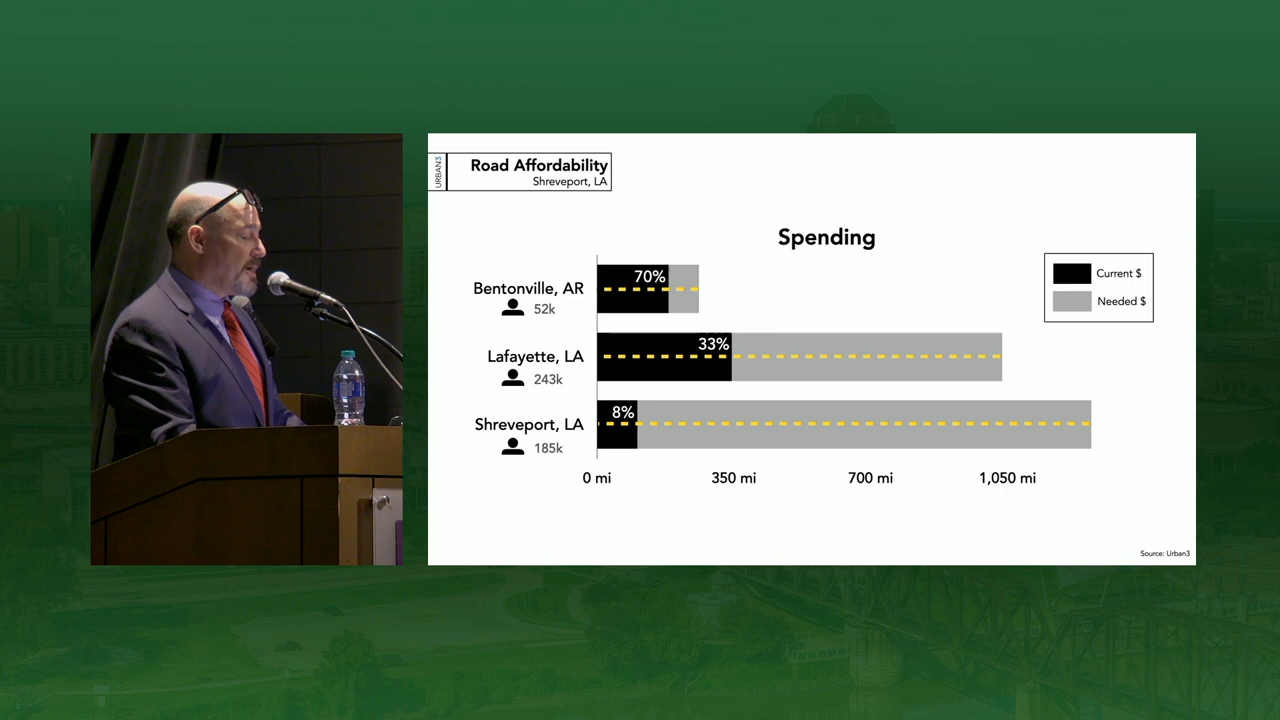 URBAN3
Road Affordability
Shreveport, LA
Spending
Current $
Needed $
Bentonville, AR
52k
70%
Lafayette, LA
243k
33%
Shreveport, LA
185k
8%
0 mi
350 mi
700 mi
1,050 mi
Source: Urban3